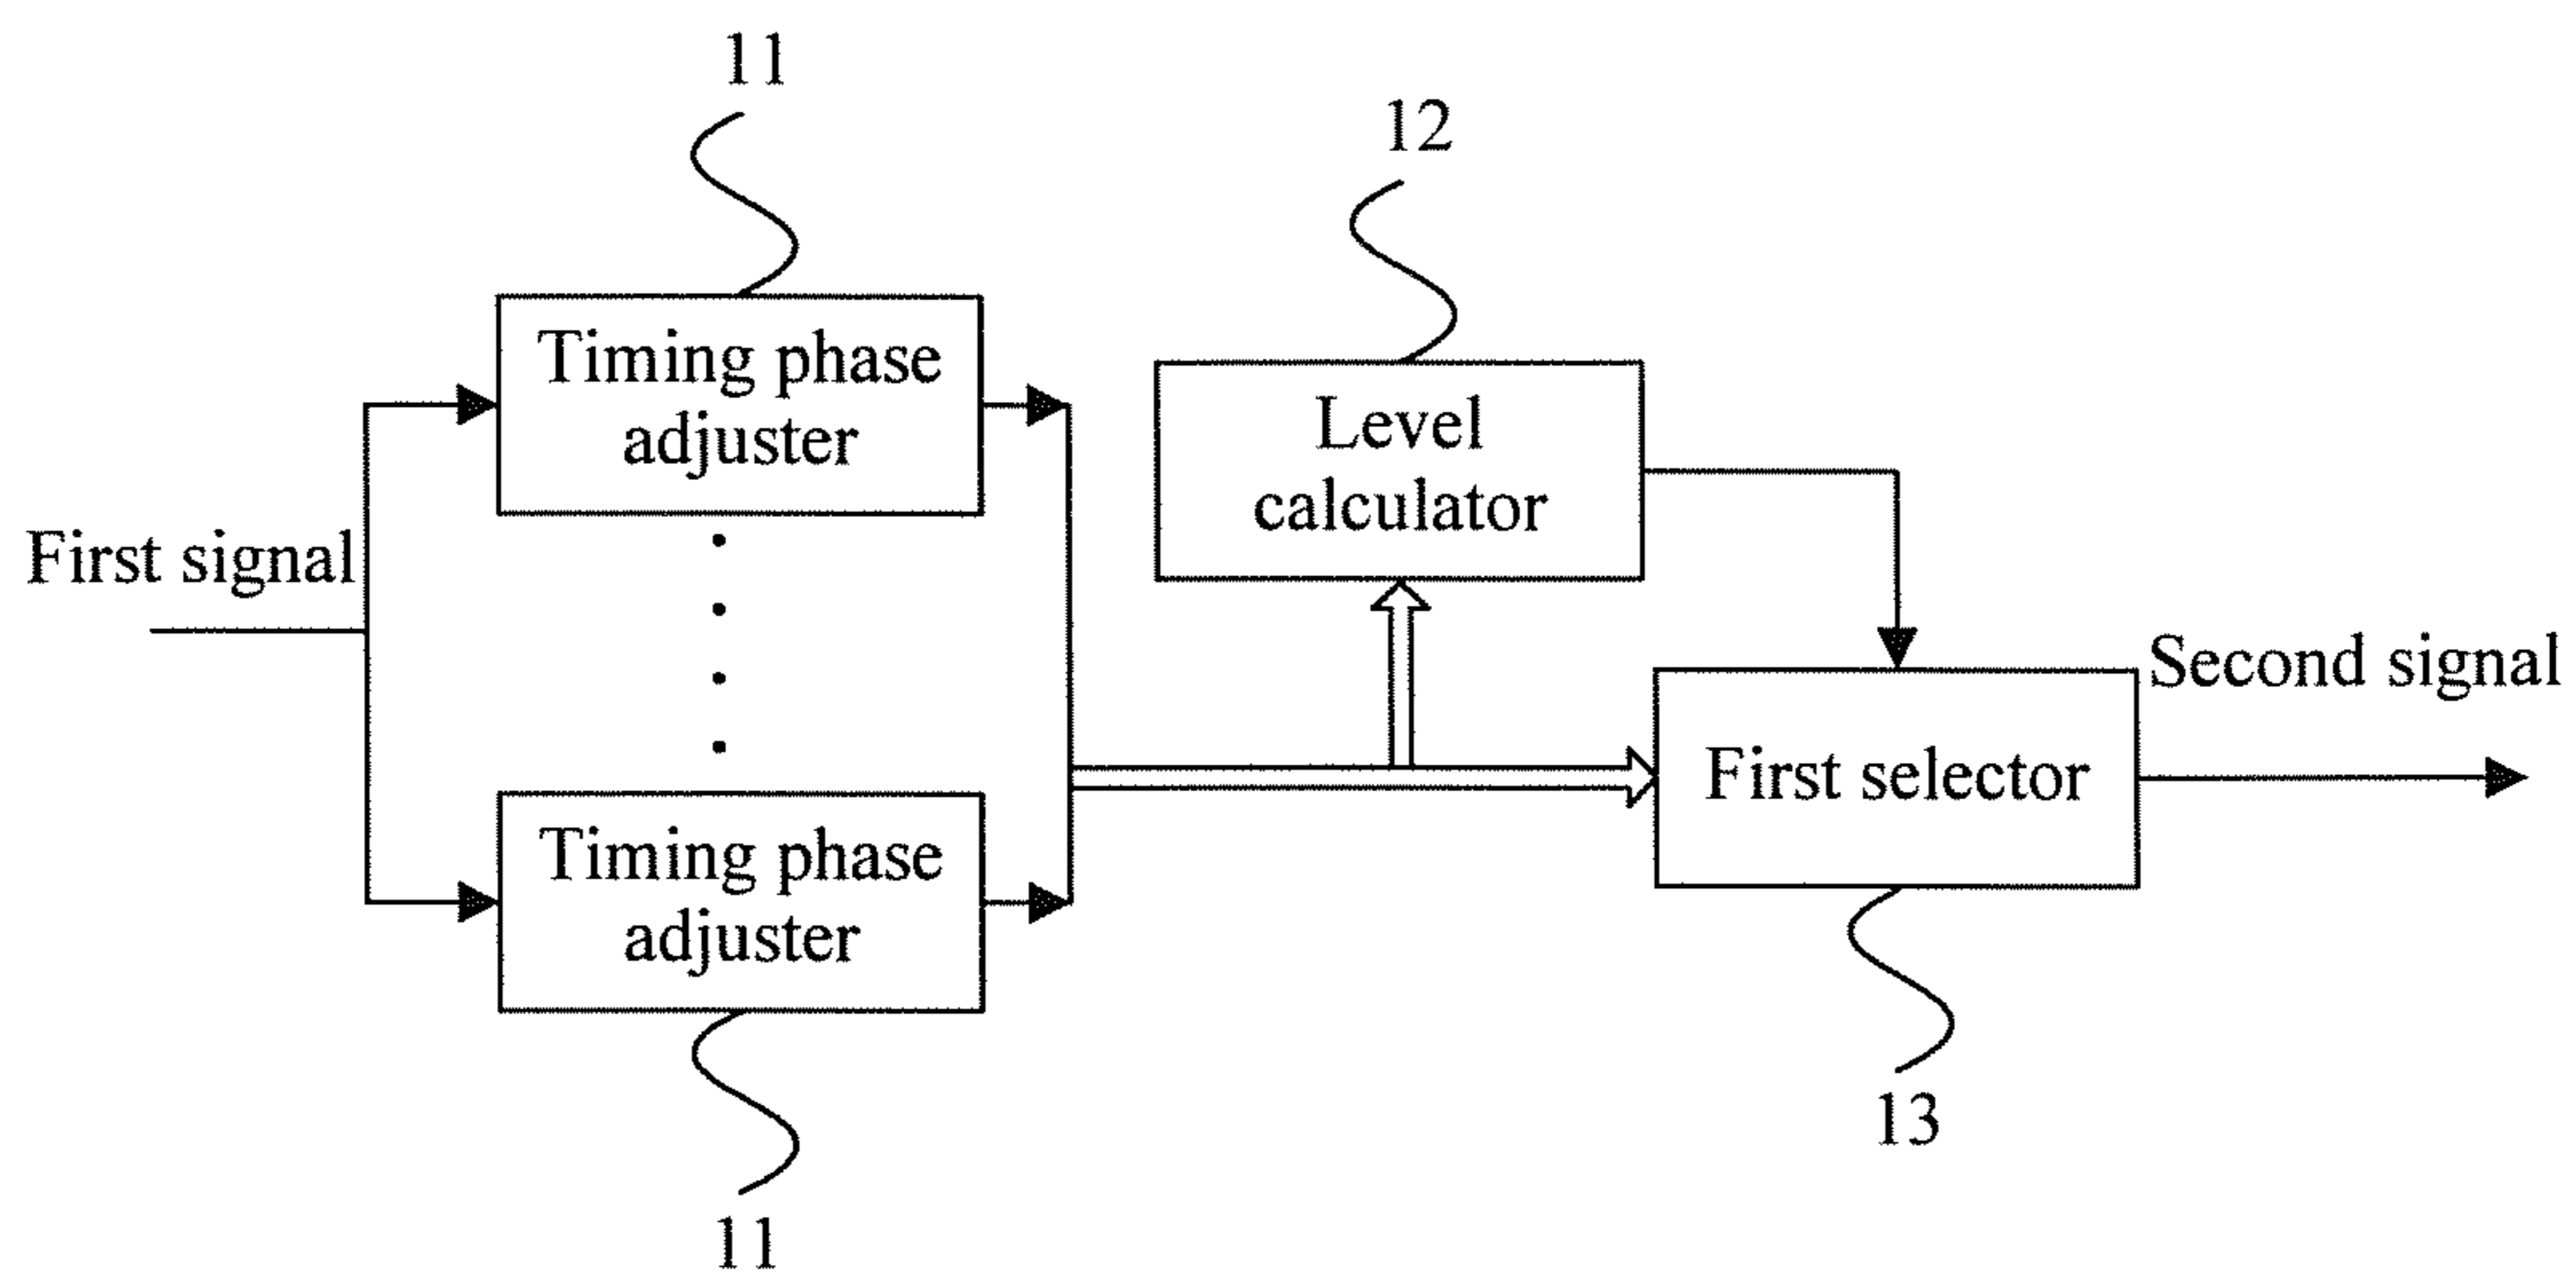 11
12
Timing phase
adjuster
Level
calculator
First signal
Second signal
First selector
Timing phase
adjuster
13
11